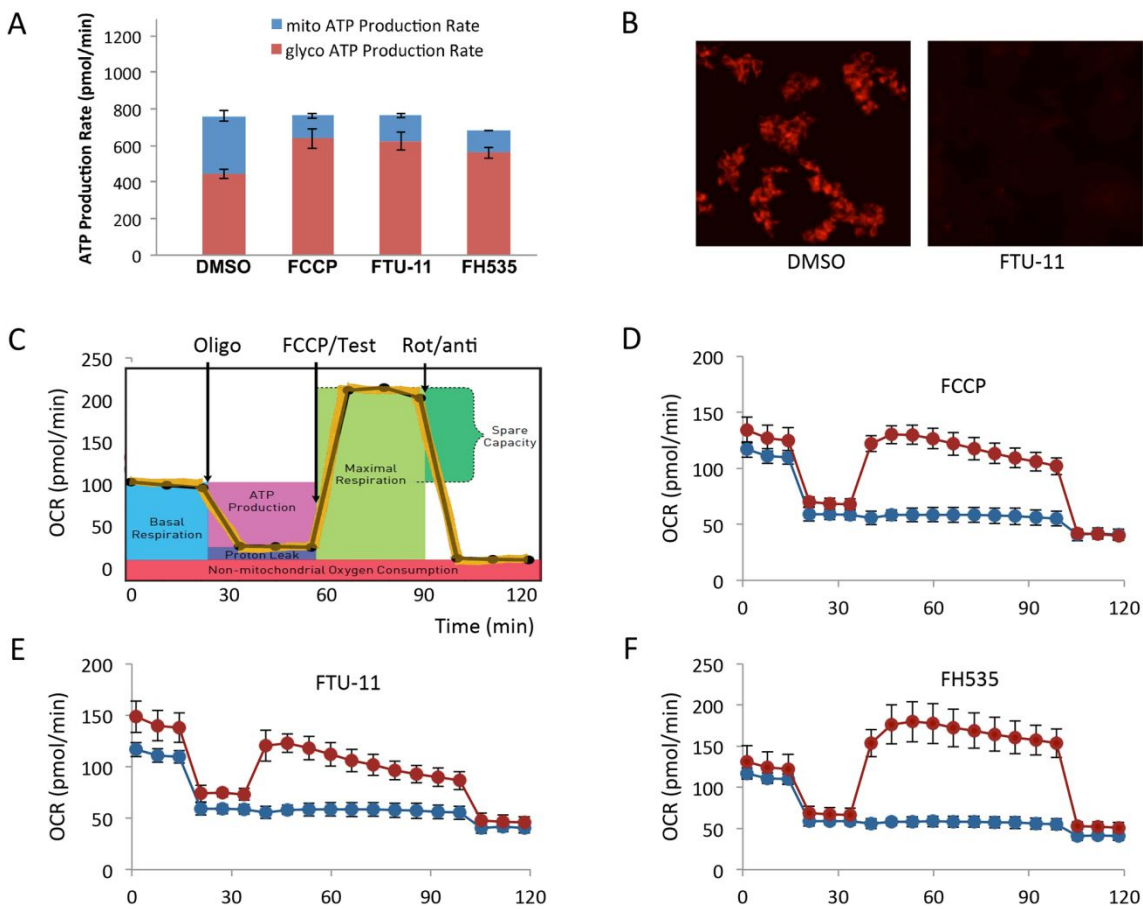 A
ATP Production Rate (pmol/min)
mito ATP Production Rate
glyco ATP Production Rate
1200
1000
800
600
400
200
0
DMSO FCCP FTU-11 FH535
B
DMSO FTU-11
C
Oligo FCCP/Test Rot/anti
OCR (pmol/min)
250
200
150
100
50
0
Spare
Capacity
Maximal
Respiration
ATP
Production
Basal
Respiration
Proton Leak
Non-mitochondrial Oxygen Consumption
0 30 60 90 120
Time (min)
D
FCCP
OCR (pmol/min)
200
150
100
50
0
0 30 60 90 120
E
FTU-11
OCR (pmol/min)
200
150
100
50
0
0 30 60 90 120
F
FH535
OCR (pmol/min)
250
200
150
100
50
0
0 30 60 90 120